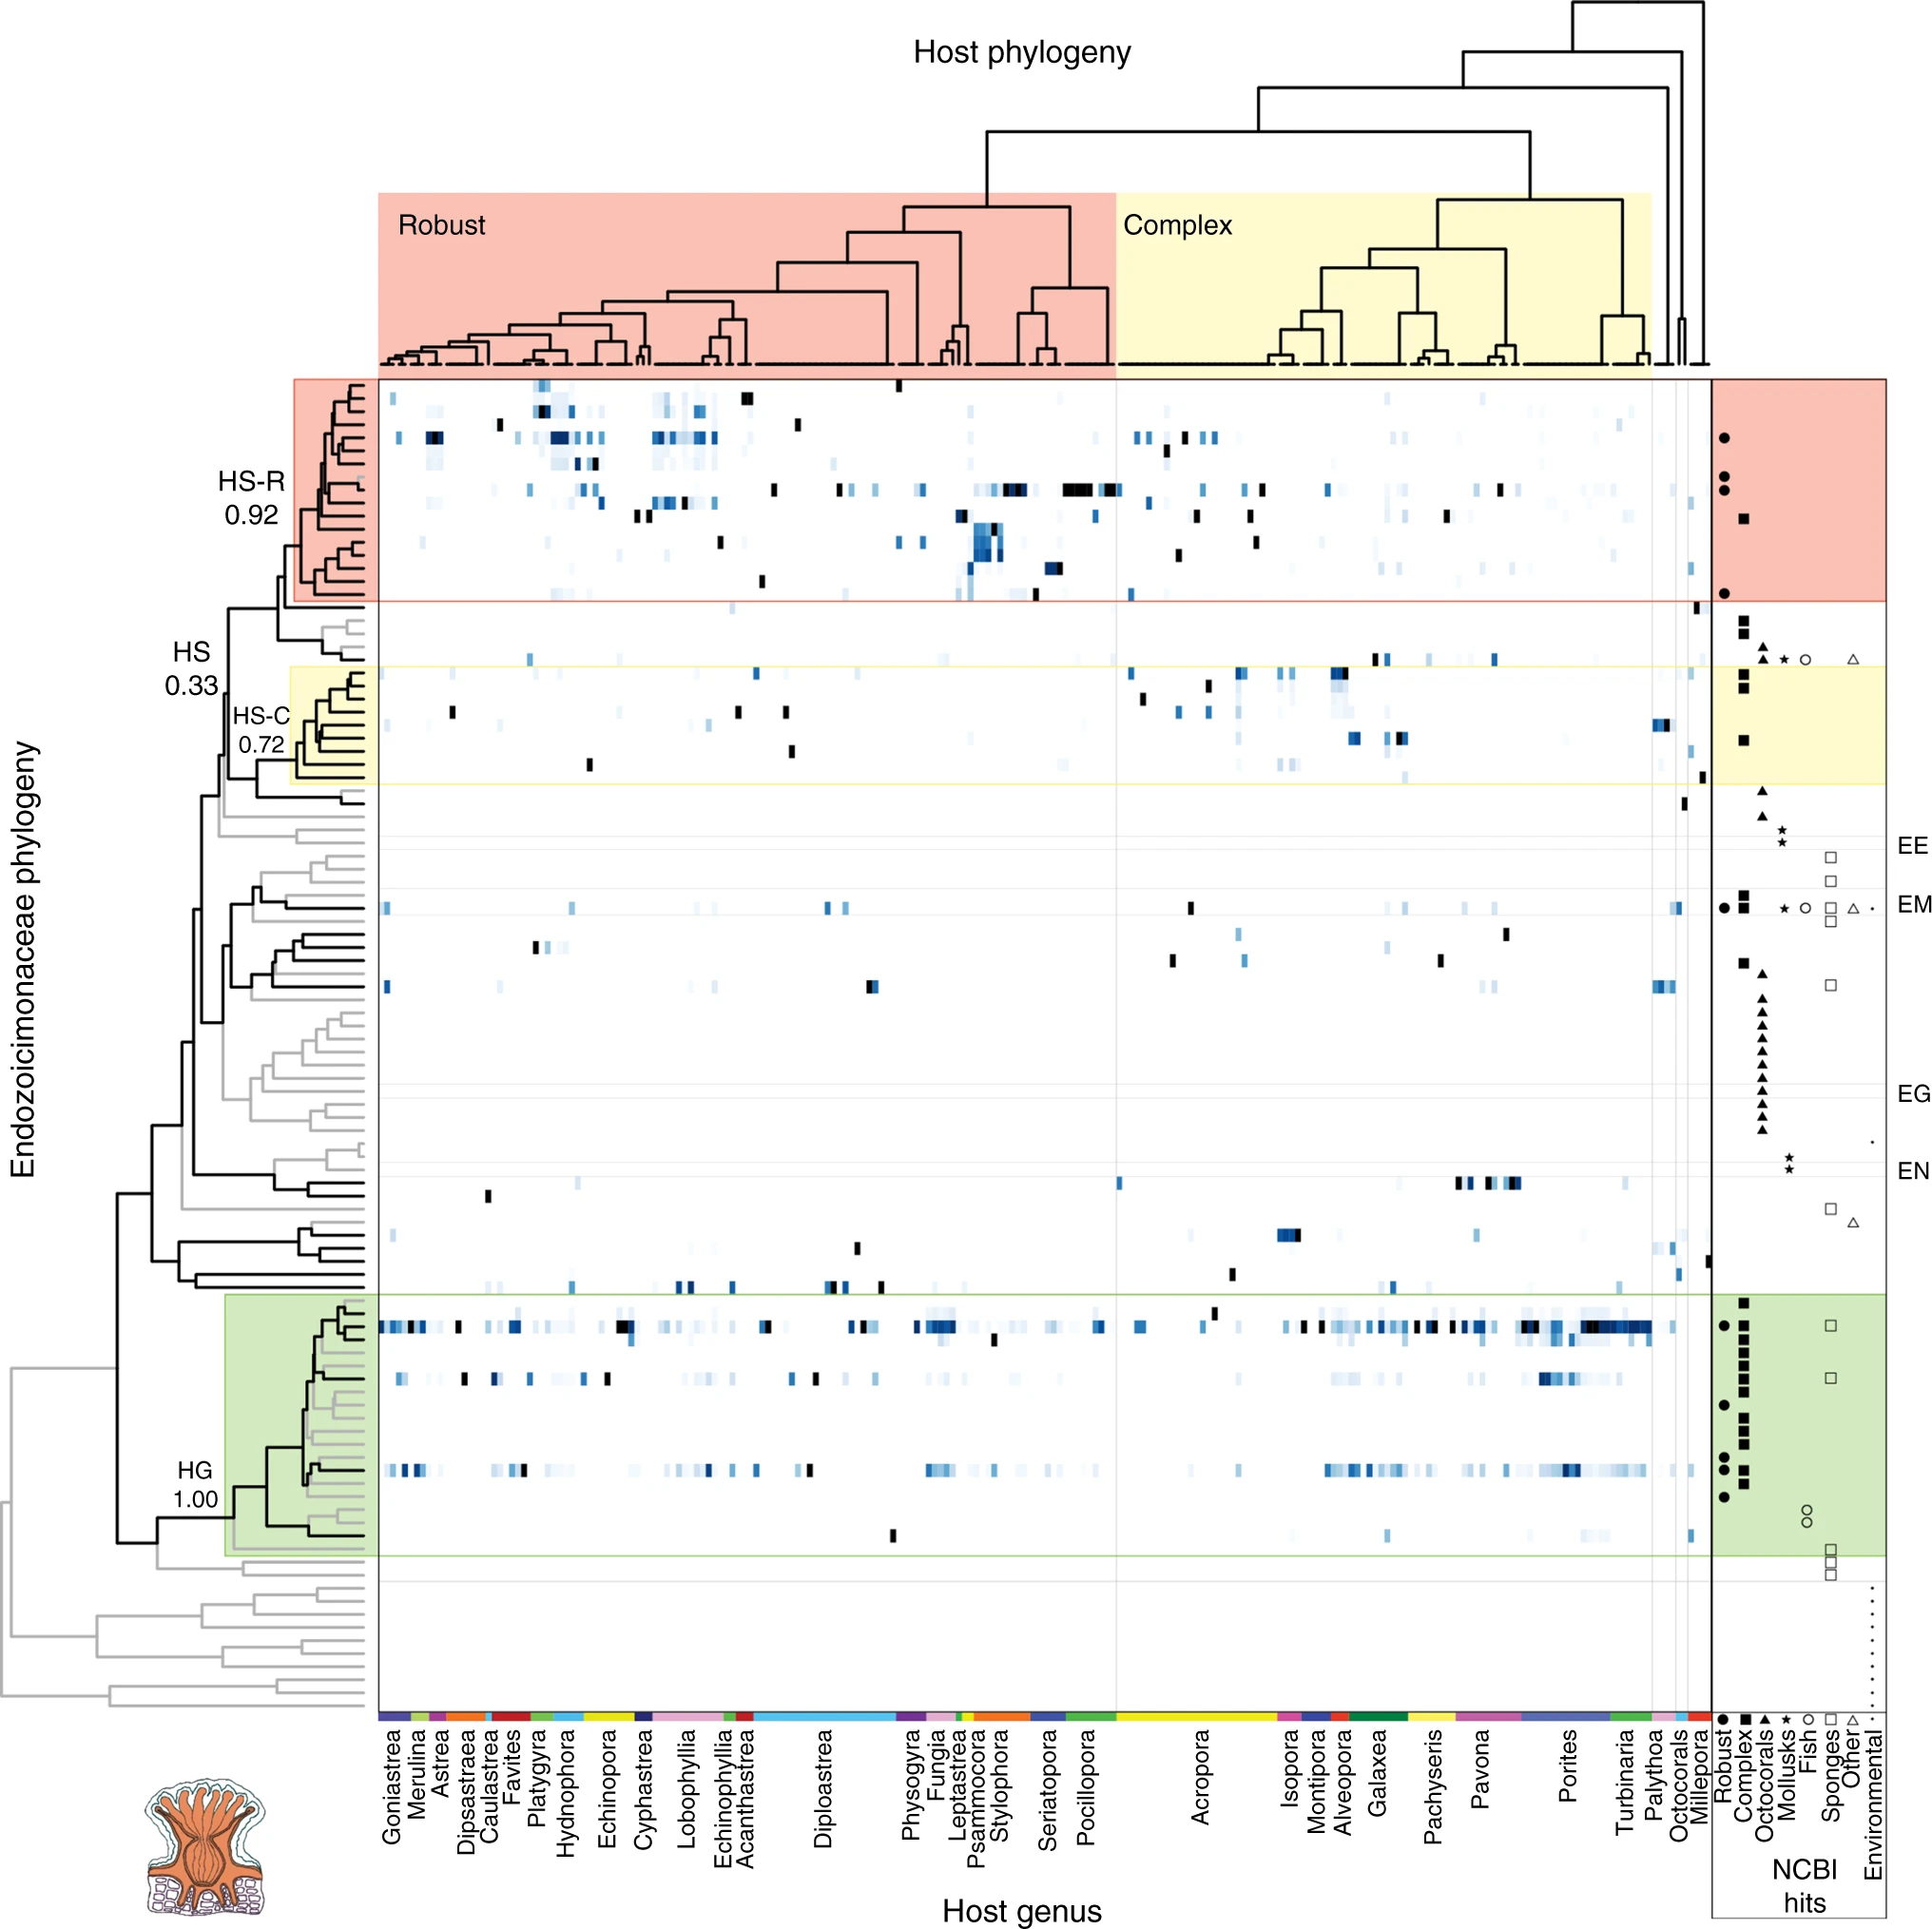 Host phylogeny
Robust
Complex
HS-R
0.92
HS
0.33
HS-C
0.72
HG
1.00
Endozoicimonaceae phylogeny
EE
EM
EG
EN
Goniastrea
Merulina
Astrea
Dipsastraea
Caulastrea
Favites
Platygyra
Hydnophora
Echinopora
Cyphastrea
Lobophyllia
Echinophyllia
Acanthastrea
Diploastrea
Physogyra
Fungia
Leptastrea
Psammocora
Stylophora
Seriatopora
Pocillopora
Acropora
Isopora
Montipora
Alveopora
Galaxea
Pachyseris
Pavona
Porites
Turbinaria
Palythoa
Octocorals
Millepora
Robust
Complex
Octocorals
Mollusks
Fish
Sponges
Other
Environmental
NCBI
hits
Host genus